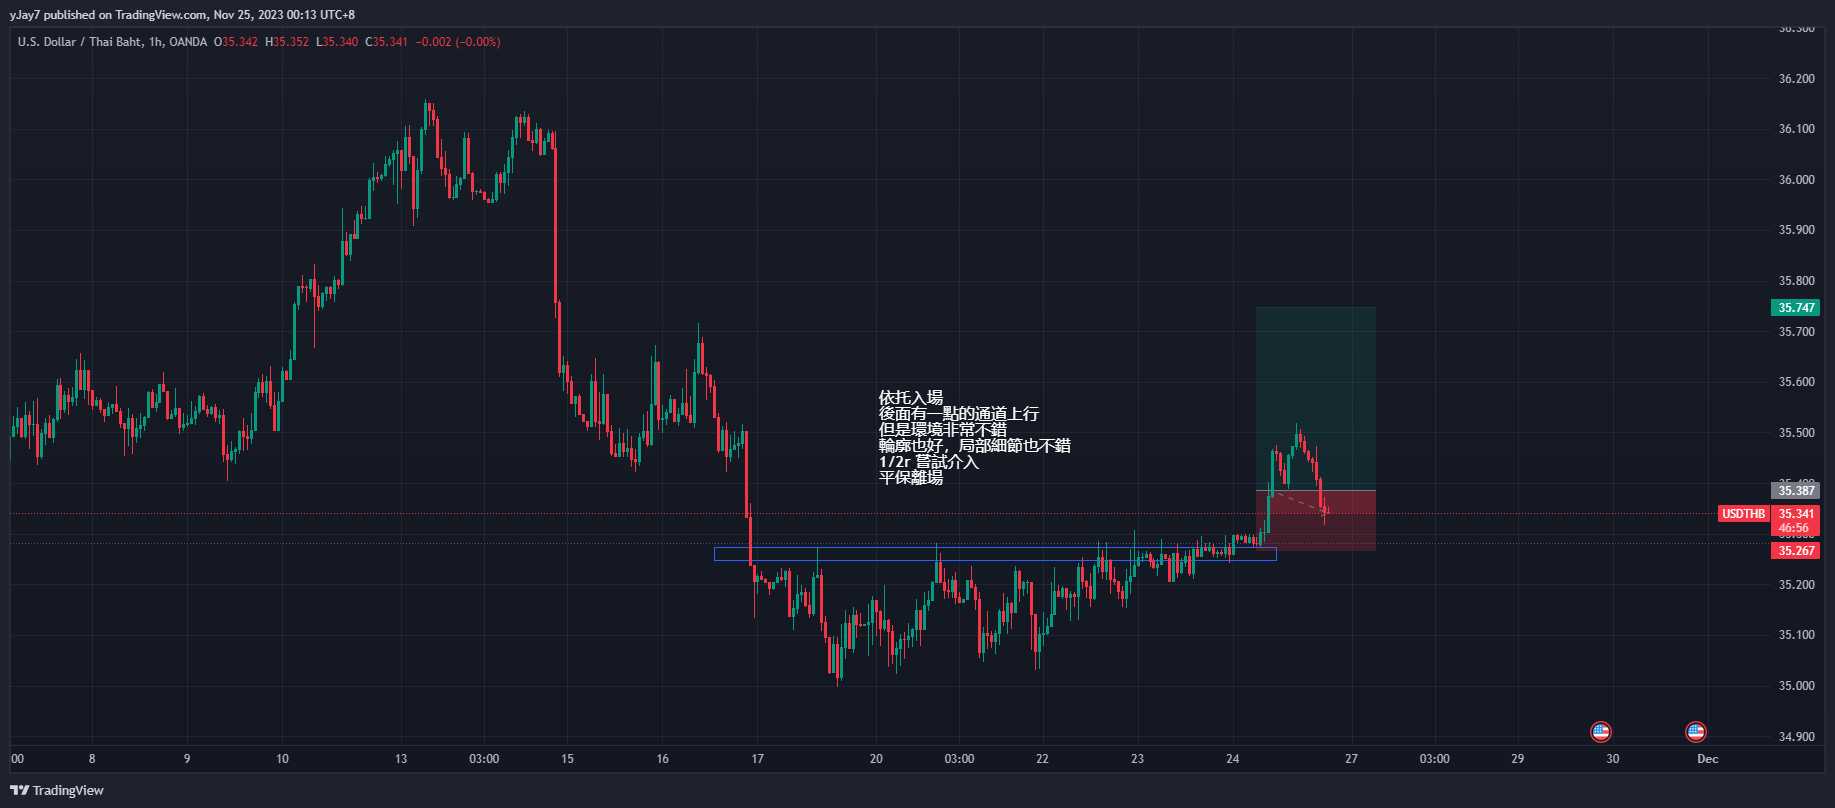 yJay7 published on TradingView.com, Nov 25, 2023 00:13 UTC+8
U.S. Dollar / Thai Baht, 1h, OANDA O35.342 H35.352 L35.340 C35.341 −0.002 (−0.00%)
36.300
36.200
36.100
36.000
35.900
35.800
35.747
35.700
35.600
依托入場
後面有一點的通道上行
但是環境非常不錯
輪廓也好，局部細節也不錯
1/2r 嘗試介入
平保離場
35.500
35.400
35.387
USDTHB 35.341
46:56
35.267
35.200
35.100
35.000
34.900
00 8 9 10 13 03:00 15 16 17 20 03:00 22 23 24 27 03:00 29 30 Dec
TradingView